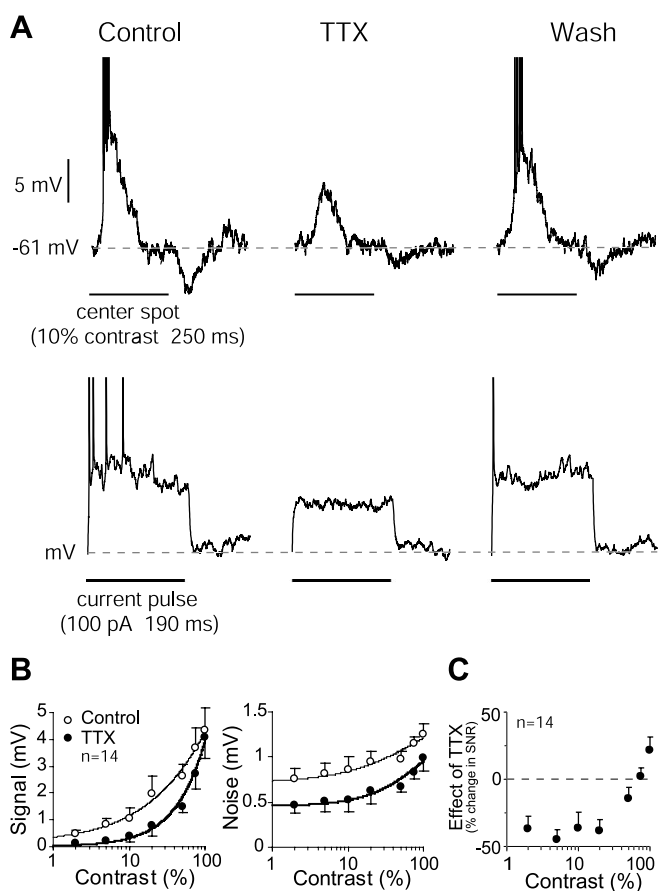 A
Control TTX Wash
5 mV
-61 mV
center spot
(10% contrast 250 ms)
mV
current pulse
(100 pA 190 ms)
B
Signal (mV)
5
4
3
2
1
0
Control
TTX
n=14
1 10 100
Contrast (%)
Noise (mV)
1.5
1
0.5
0
1 10 100
Contrast (%)
C
Effect of TTX
(% change in SNR)
50
0
-50
n=14
1 10 100
Contrast (%)